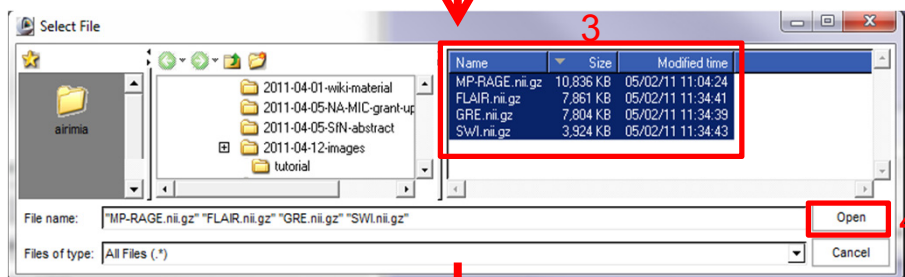 Select File
3
Name Size Modified time
MP-RAGE.nii.gz 10,836 KB 05/02/11 11:04:24
FLAIR.nii.gz 7,861 KB 05/02/11 11:34:41
GRE.nii.gz 7,804 KB 05/02/11 11:34:39
SWI.nii.gz 3,924 KB 05/02/11 11:34:43
airimia
2011-04-01-wiki-material
2011-04-05-NA-MIC-grant-up
2011-04-05-SfN-abstract
2011-04-12-images
tutorial
File name: "MP-RAGE.nii.gz" "FLAIR.nii.gz" "GRE.nii.gz" "SWI.nii.gz" Open
Files of type: All Files (.*) Cancel